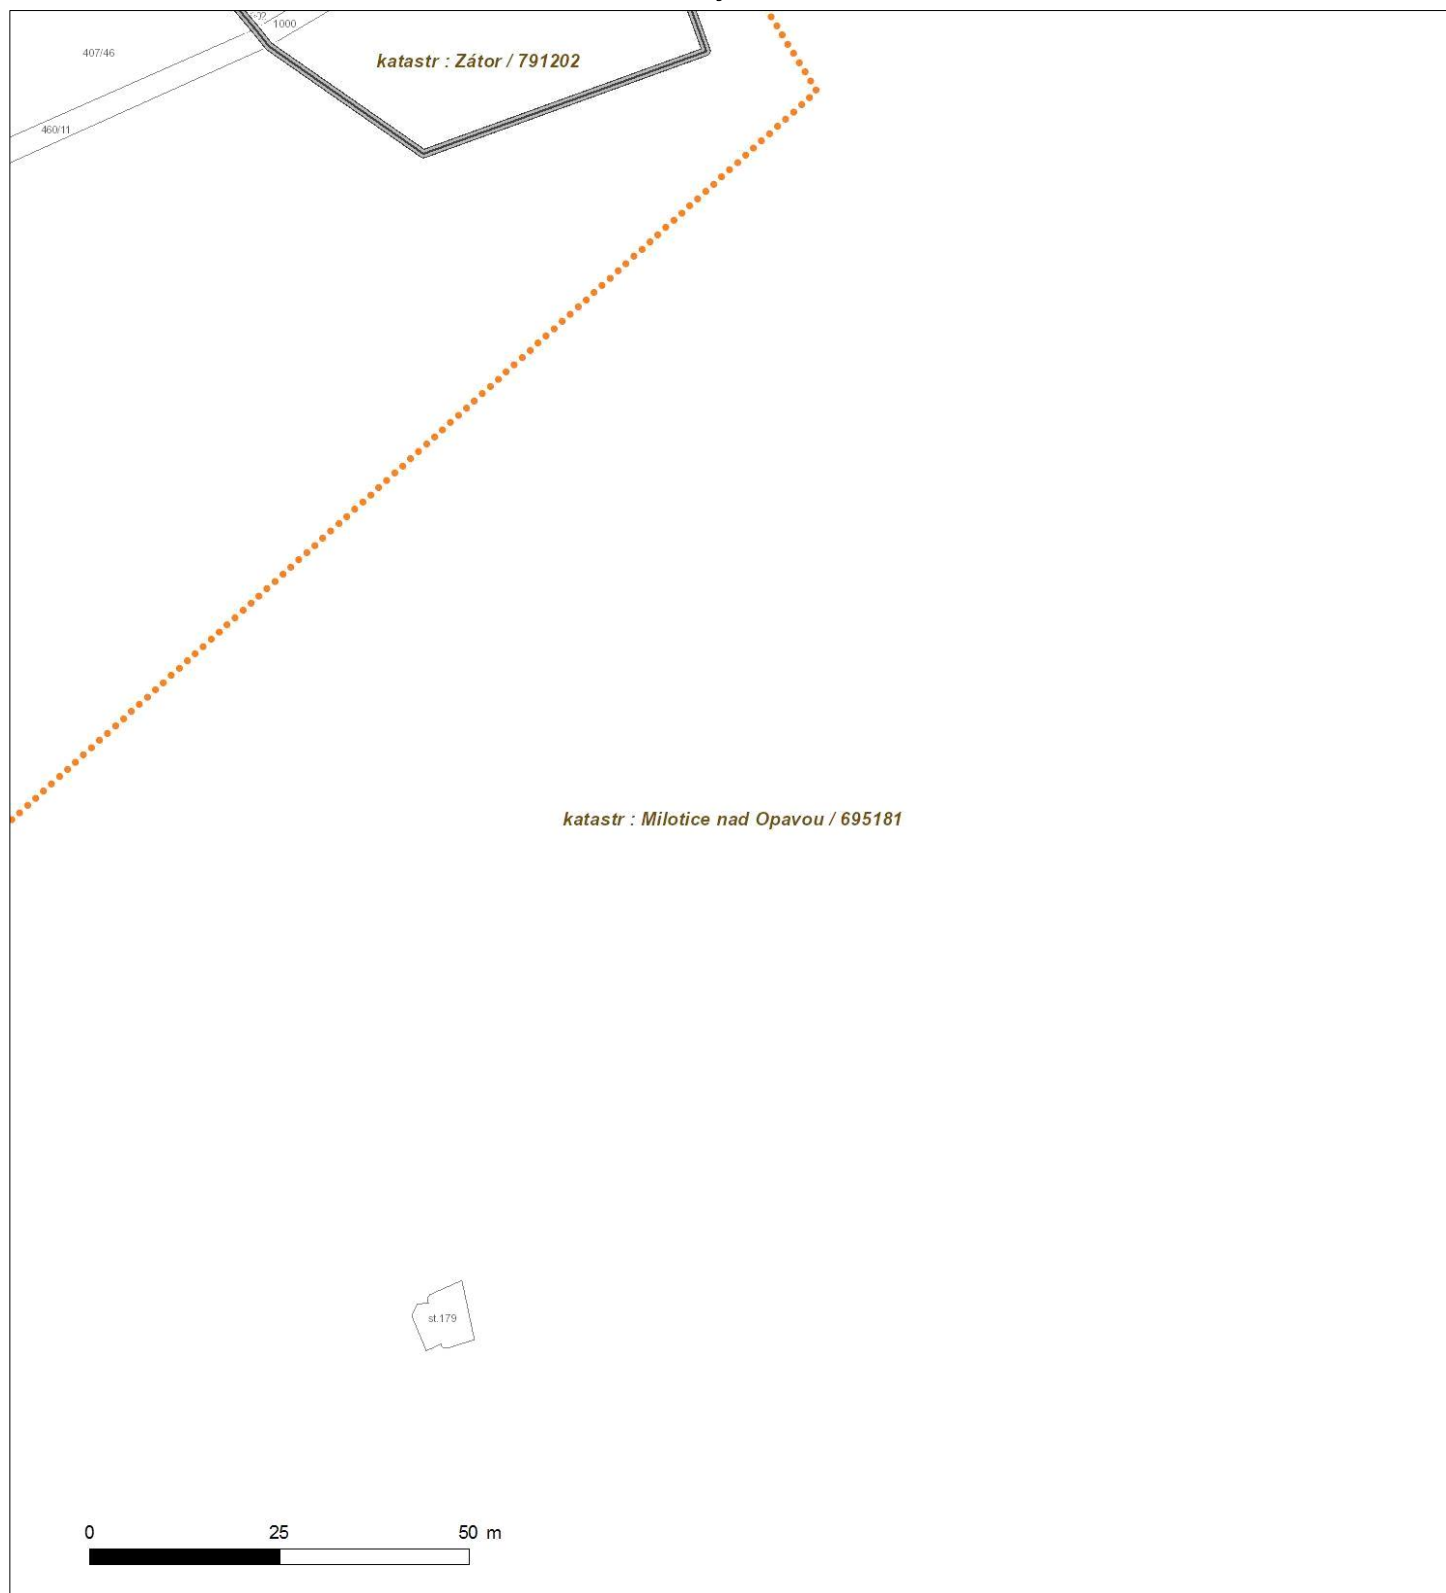 1000
407/46
katastr : Zátor / 791202
460/11
katastr : Milotice nad Opavou / 695181
st.179
0 25 50 m